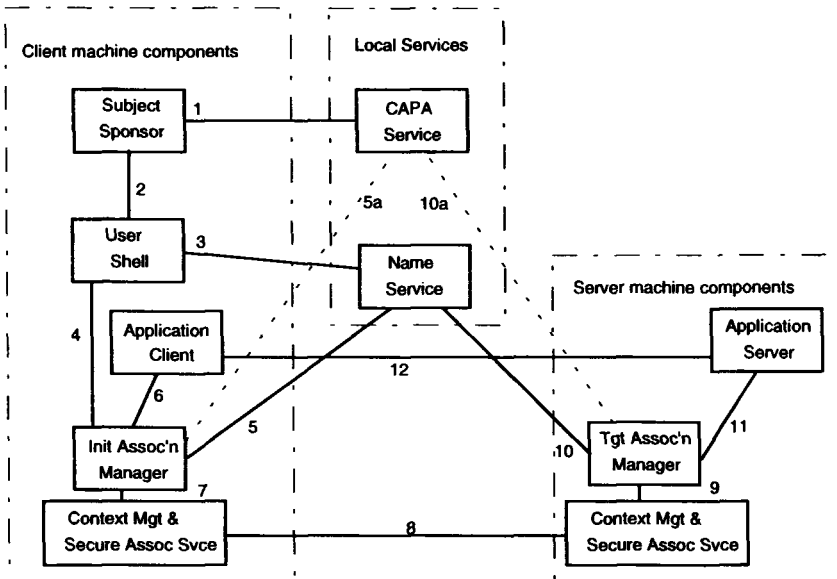 Client machine components
Local Services
Subject
Sponsor
1
CAPA
Service
2
5a
10a
User
Shell
3
Name
Service
Server machine components
4
Application
Client
Application
Server
12
6
5
Init Assoc'n
Manager
10
Tgt Assoc'n
Manager
11
7
9
Context Mgt &
Secure Assoc Svce
8
Context Mgt &
Secure Assoc Svce